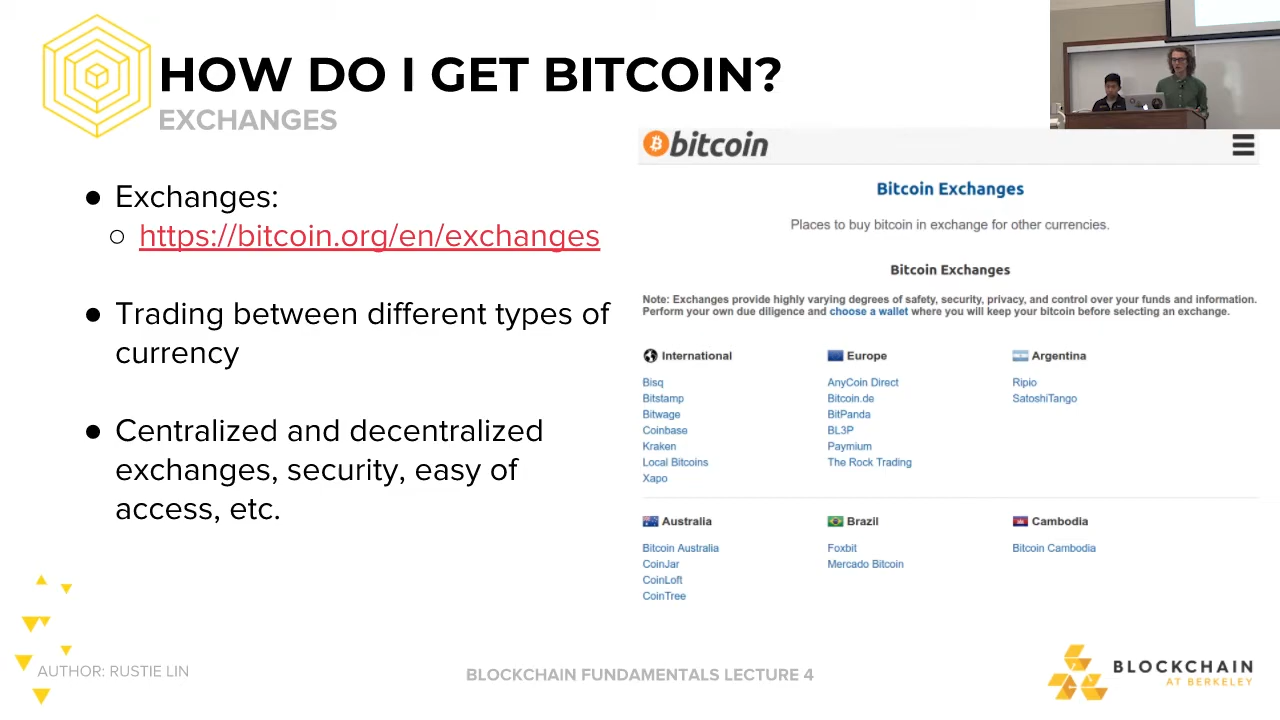 HOW DO I GET BITCOIN?
EXCHANGES
● Exchanges:
○ https://bitcoin.org/en/exchanges
● Trading between different types of
currency
● Centralized and decentralized
exchanges, security, easy of
access, etc.
bitcoin
Bitcoin Exchanges
Places to buy bitcoin in exchange for other currencies.
Bitcoin Exchanges
Note: Exchanges provide highly varying degrees of safety, security, privacy, and control over your funds and information.
Perform your own due diligence and choose a wallet where you will keep your bitcoin before selecting an exchange.
International
Bisq
Bitstamp
Bitwage
Coinbase
Kraken
Local Bitcoins
Xapo
Europe
AnyCoin Direct
Bitcoin.de
BitPanda
BL3P
Paymium
The Rock Trading
Argentina
Ripio
SatoshiTango
Australia
Bitcoin Australia
CoinJar
CoinLoft
CoinTree
Brazil
Foxbit
Mercado Bitcoin
Cambodia
Bitcoin Cambodia
AUTHOR: RUSTIE LIN
BLOCKCHAIN FUNDAMENTALS LECTURE 4
BLOCKCHAIN
AT BERKELEY